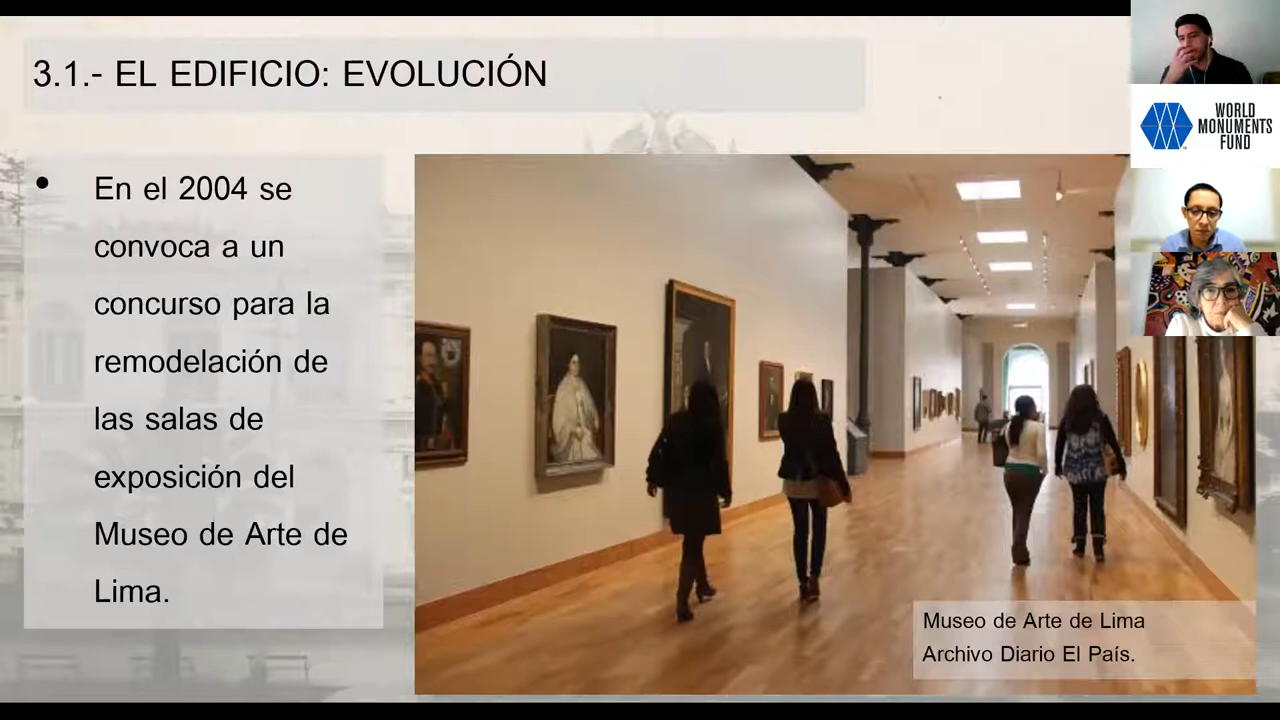 3.1.- EL EDIFICIO: EVOLUCIÓN
WORLD
MONUMENTS
FUND
• En el 2004 se
convoca a un
concurso para la
remodelación de
las salas de
exposición del
Museo de Arte de
Lima.
Museo de Arte de Lima
Archivo Diario El País.